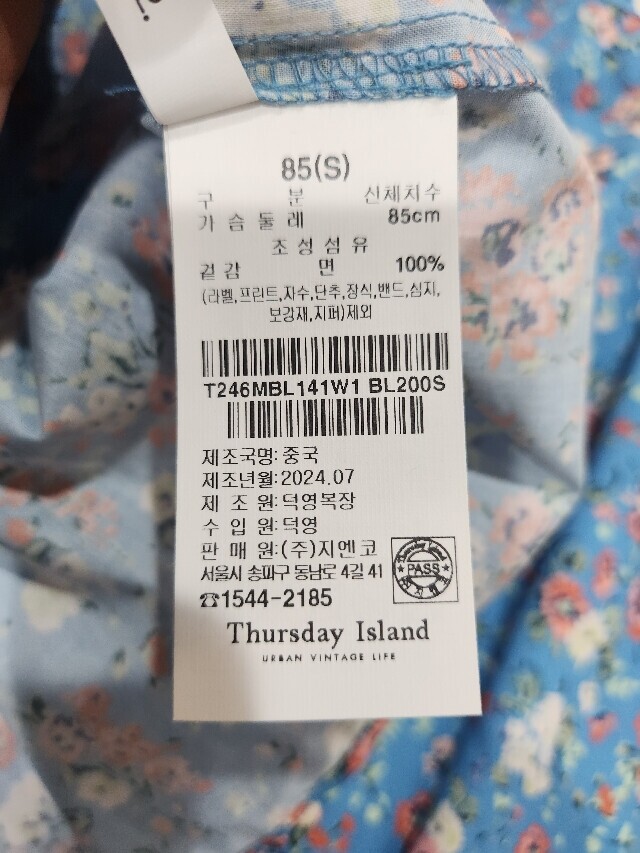 85(S)
구 분 신체치수
가슴둘레 85cm
조성섬유
겉감 면 100%
(라벨,프린트,자수,단추,장식,밴드,심지,
보강재,지퍼)제외
T246MBL141W1 BL200S
제조국명:중국
제조년월:2024.07
제 조 원:덕영복장
수 입 원:덕영
판 매 원:(주)지엔코
서울시 송파구 동남로 4길 41
☎1544-2185
PASS
Thursday Island
URBAN VINTAGE LIFE